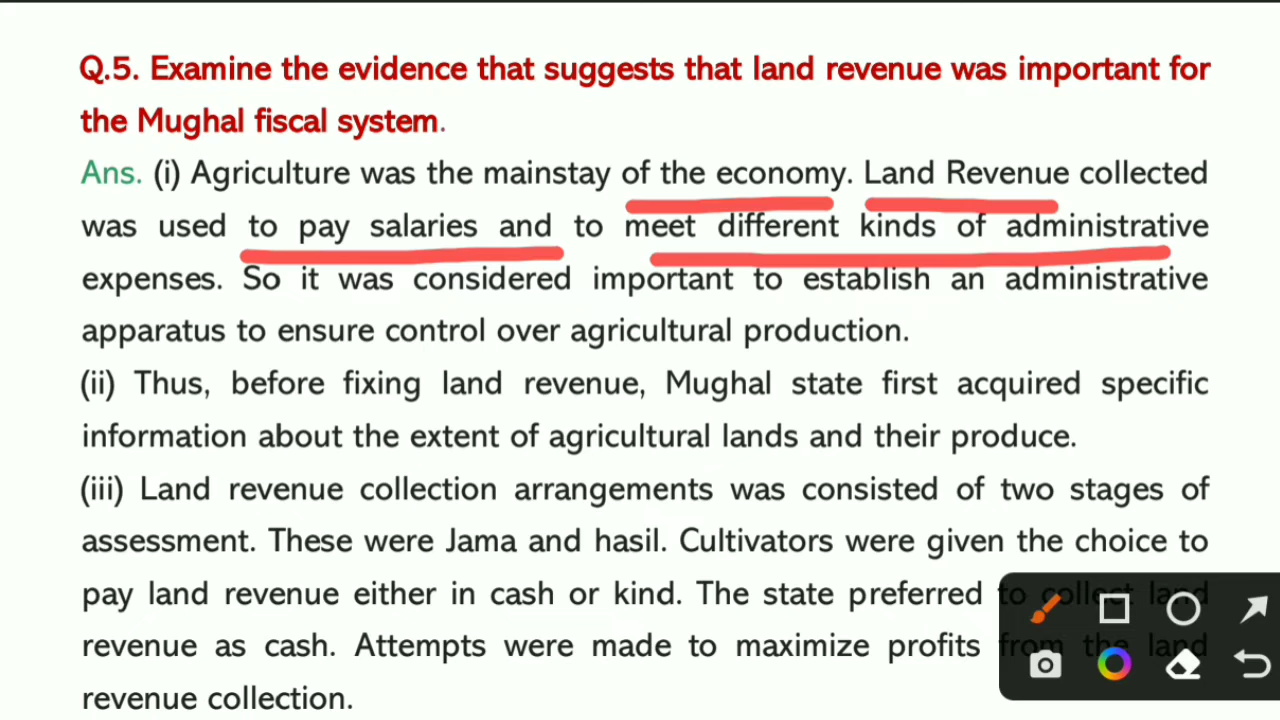 Q.5. Examine the evidence that suggests that land revenue was important for
the Mughal fiscal system.
Ans. (i) Agriculture was the mainstay of the economy. Land Revenue collected
was used to pay salaries and to meet different kinds of administrative
expenses. So it was considered important to establish an administrative
apparatus to ensure control over agricultural production.
(ii) Thus, before fixing land revenue, Mughal state first acquired specific
information about the extent of agricultural lands and their produce.
(iii) Land revenue collection arrangements was consisted of two stages of
assessment. These were Jama and hasil. Cultivators were given the choice to
pay land revenue either in cash or kind. The state preferred to collect land
revenue as cash. Attempts were made to maximize profits from the land
revenue collection.